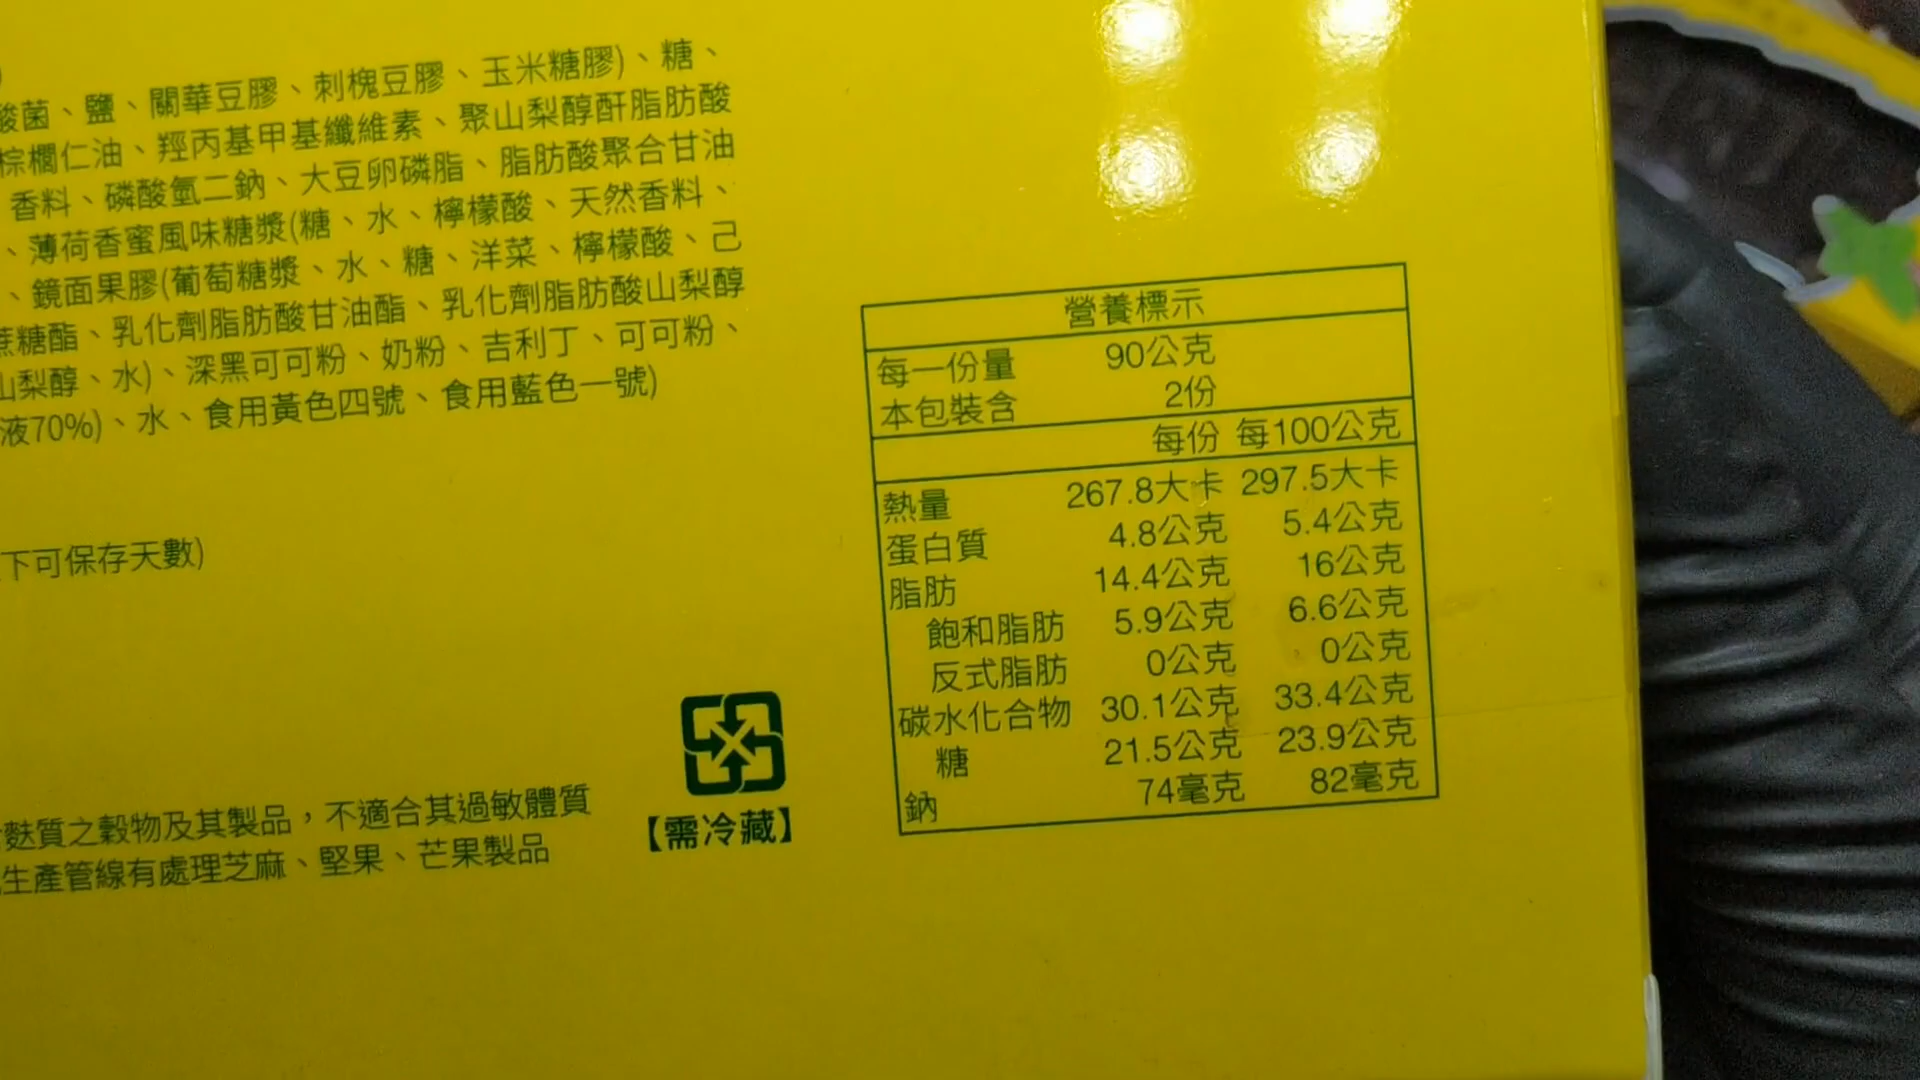 )
酸菌、鹽、關華豆膠、刺槐豆膠、玉米糖膠)、糖、
棕櫚仁油、羥丙基甲基纖維素、聚山梨醇酐脂肪酸
香料、磷酸氫二鈉、大豆卵磷脂、脂肪酸聚合甘油
、薄荷香蜜風味糖漿(糖、水、檸檬酸、天然香料、
、鏡面果膠(葡萄糖漿、水、糖、洋菜、檸檬酸、己
蔗糖酯、乳化劑脂肪酸甘油酯、乳化劑脂肪酸山梨醇
山梨醇、水)、深黑可可粉、奶粉、吉利丁、可可粉、
液70%)、水、食用黃色四號、食用藍色一號)
下可保存天數)
麩質之穀物及其製品，不適合其過敏體質
生產管線有處理芝麻、堅果、芒果製品
【需冷藏】
營養標示
每一份量 90公克
本包裝含 2份
每份 每100公克
熱量 267.8大卡 297.5大卡
蛋白質 4.8公克 5.4公克
脂肪 14.4公克 16公克
飽和脂肪 5.9公克 6.6公克
反式脂肪 0公克 0公克
碳水化合物 30.1公克 33.4公克
糖 21.5公克 23.9公克
鈉 74毫克 82毫克